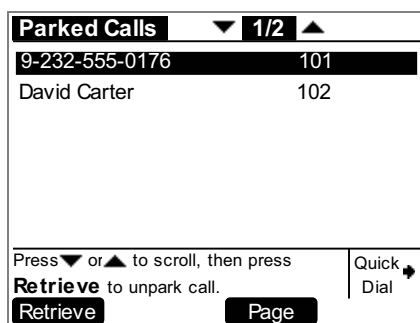 Parked Calls ▼ 1/2 ▲
9-232-555-0176 101
David Carter 102
Press▼ or▲ to scroll, then press
Retrieve to unpark call.
Quick
Dial
Retrieve Page